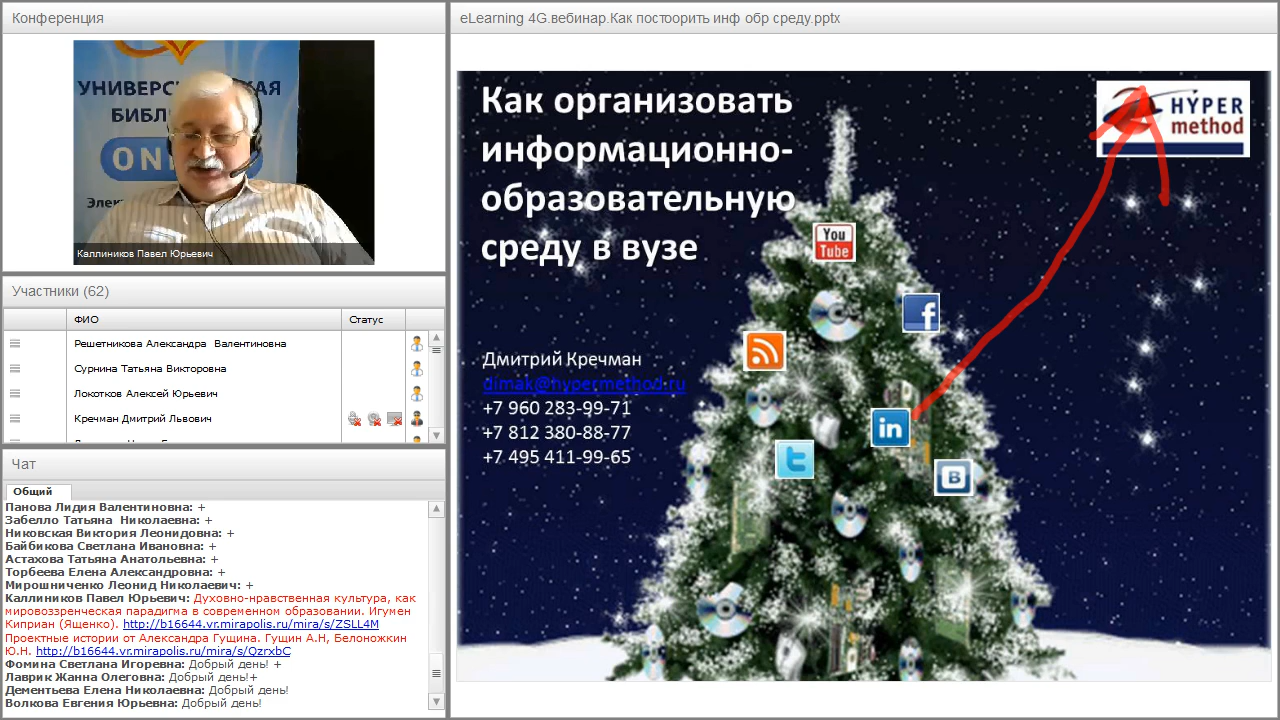 Конференция
УНИВЕРС
КАЯ
БИБЛ
ON
Элек
Каллиников Павел Юрьевич
Участники (62)
ФИО
Статус
Решетникова Александра Валентиновна
Сурнина Татьяна Викторовна
Локотков Алексей Юрьевич
Кречман Дмитрий Львович
Чат
Общий
Панова Лидия Валентиновна: +
Забелло Татьяна Николаевна: +
Никовская Виктория Леонидовна: +
Байбикова Светлана Ивановна: +
Астахова Татьяна Анатольевна: +
Торбеева Елена Александровна: +
Мирошниченко Леонид Николаевич: +
Каллиников Павел Юрьевич: Духовно-нравственная культура, как
мировоззренческая парадигма в современном образовании. Игумен
Киприан (Ященко). http://b16644.vr.mirapolis.ru/mira/s/ZSLL4M
Проектные истории от Александра Гущина. Гущин А.Н, Белоножкин
Ю.Н. http://b16644.vr.mirapolis.ru/mira/s/QzrxbC
Фомина Светлана Игоревна: Добрый день! +
Лаврик Жанна Олеговна: Добрый день!+
Дементьева Елена Николаевна: Добрый день!
Волкова Евгения Юрьевна: Добрый день!
eLearning 4G.вебинар.Как постоорить инф обр среду.pptx
Как организовать
информационно-
образовательную
среду в вузе
HYPER
method
You
Tube
f
in
t
B
Дмитрий Кречман
dimak@hypermethod.ru
+7 960 283-99-71
+7 812 380-88-77
+7 495 411-99-65